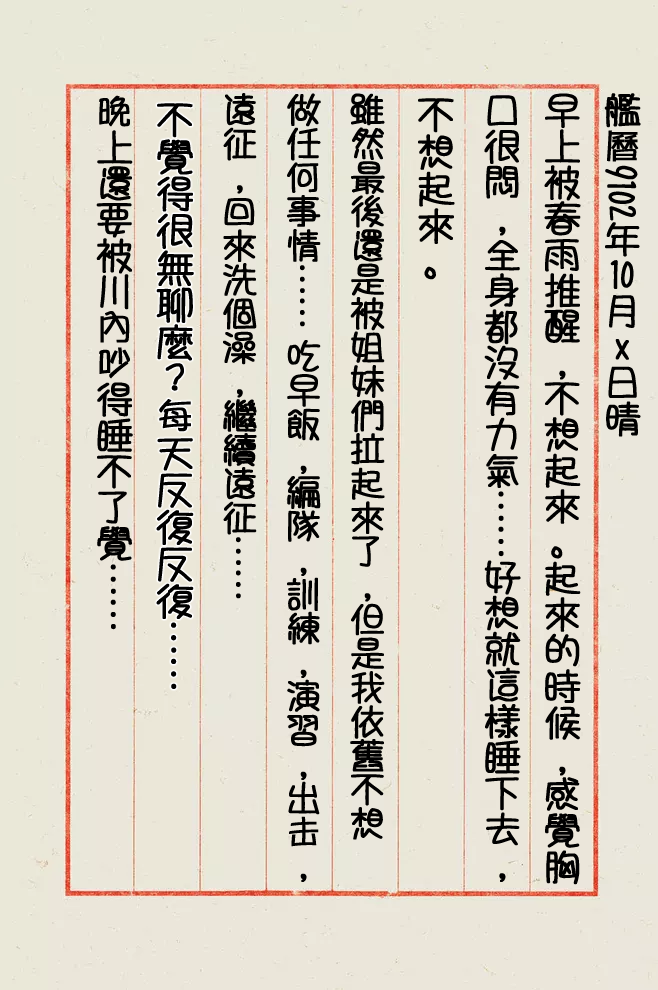 艦曆9102年10月x日晴
早上被春雨推醒，不想起來。起來的時候，感覺胸
口很悶，全身都沒有力氣……好想就這樣睡下去，
不想起來。
雖然最後還是被姐妹們拉起來了，但是我依舊不想
做任何事情……吃早飯，編隊，訓練，演習，出击，
遠征，回來洗個澡，繼續遠征……
不覺得很無聊麼？每天反復反復……
晚上還要被川內吵得睡不了覺……